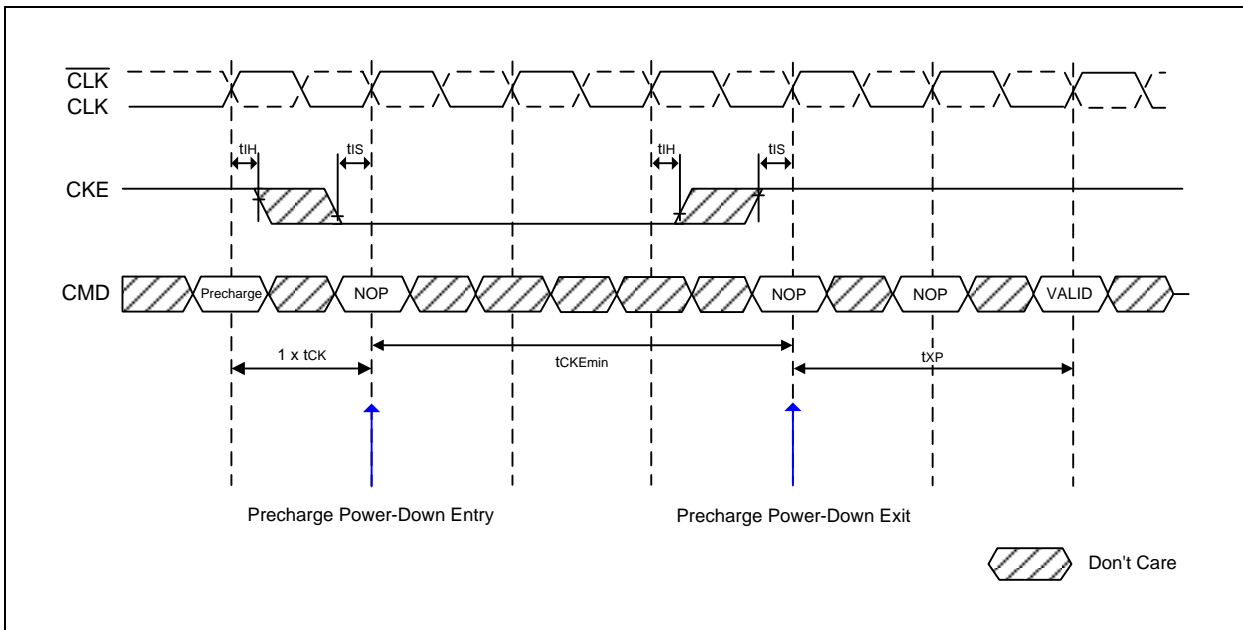 CLK
CLK
tIH
tIS
tIH
tIS
CKE
CMD
Precharge
NOP
NOP
NOP
VALID
1 x tCK
tCKEmin
tXP
Precharge Power-Down Entry
Precharge Power-Down Exit
Don't Care